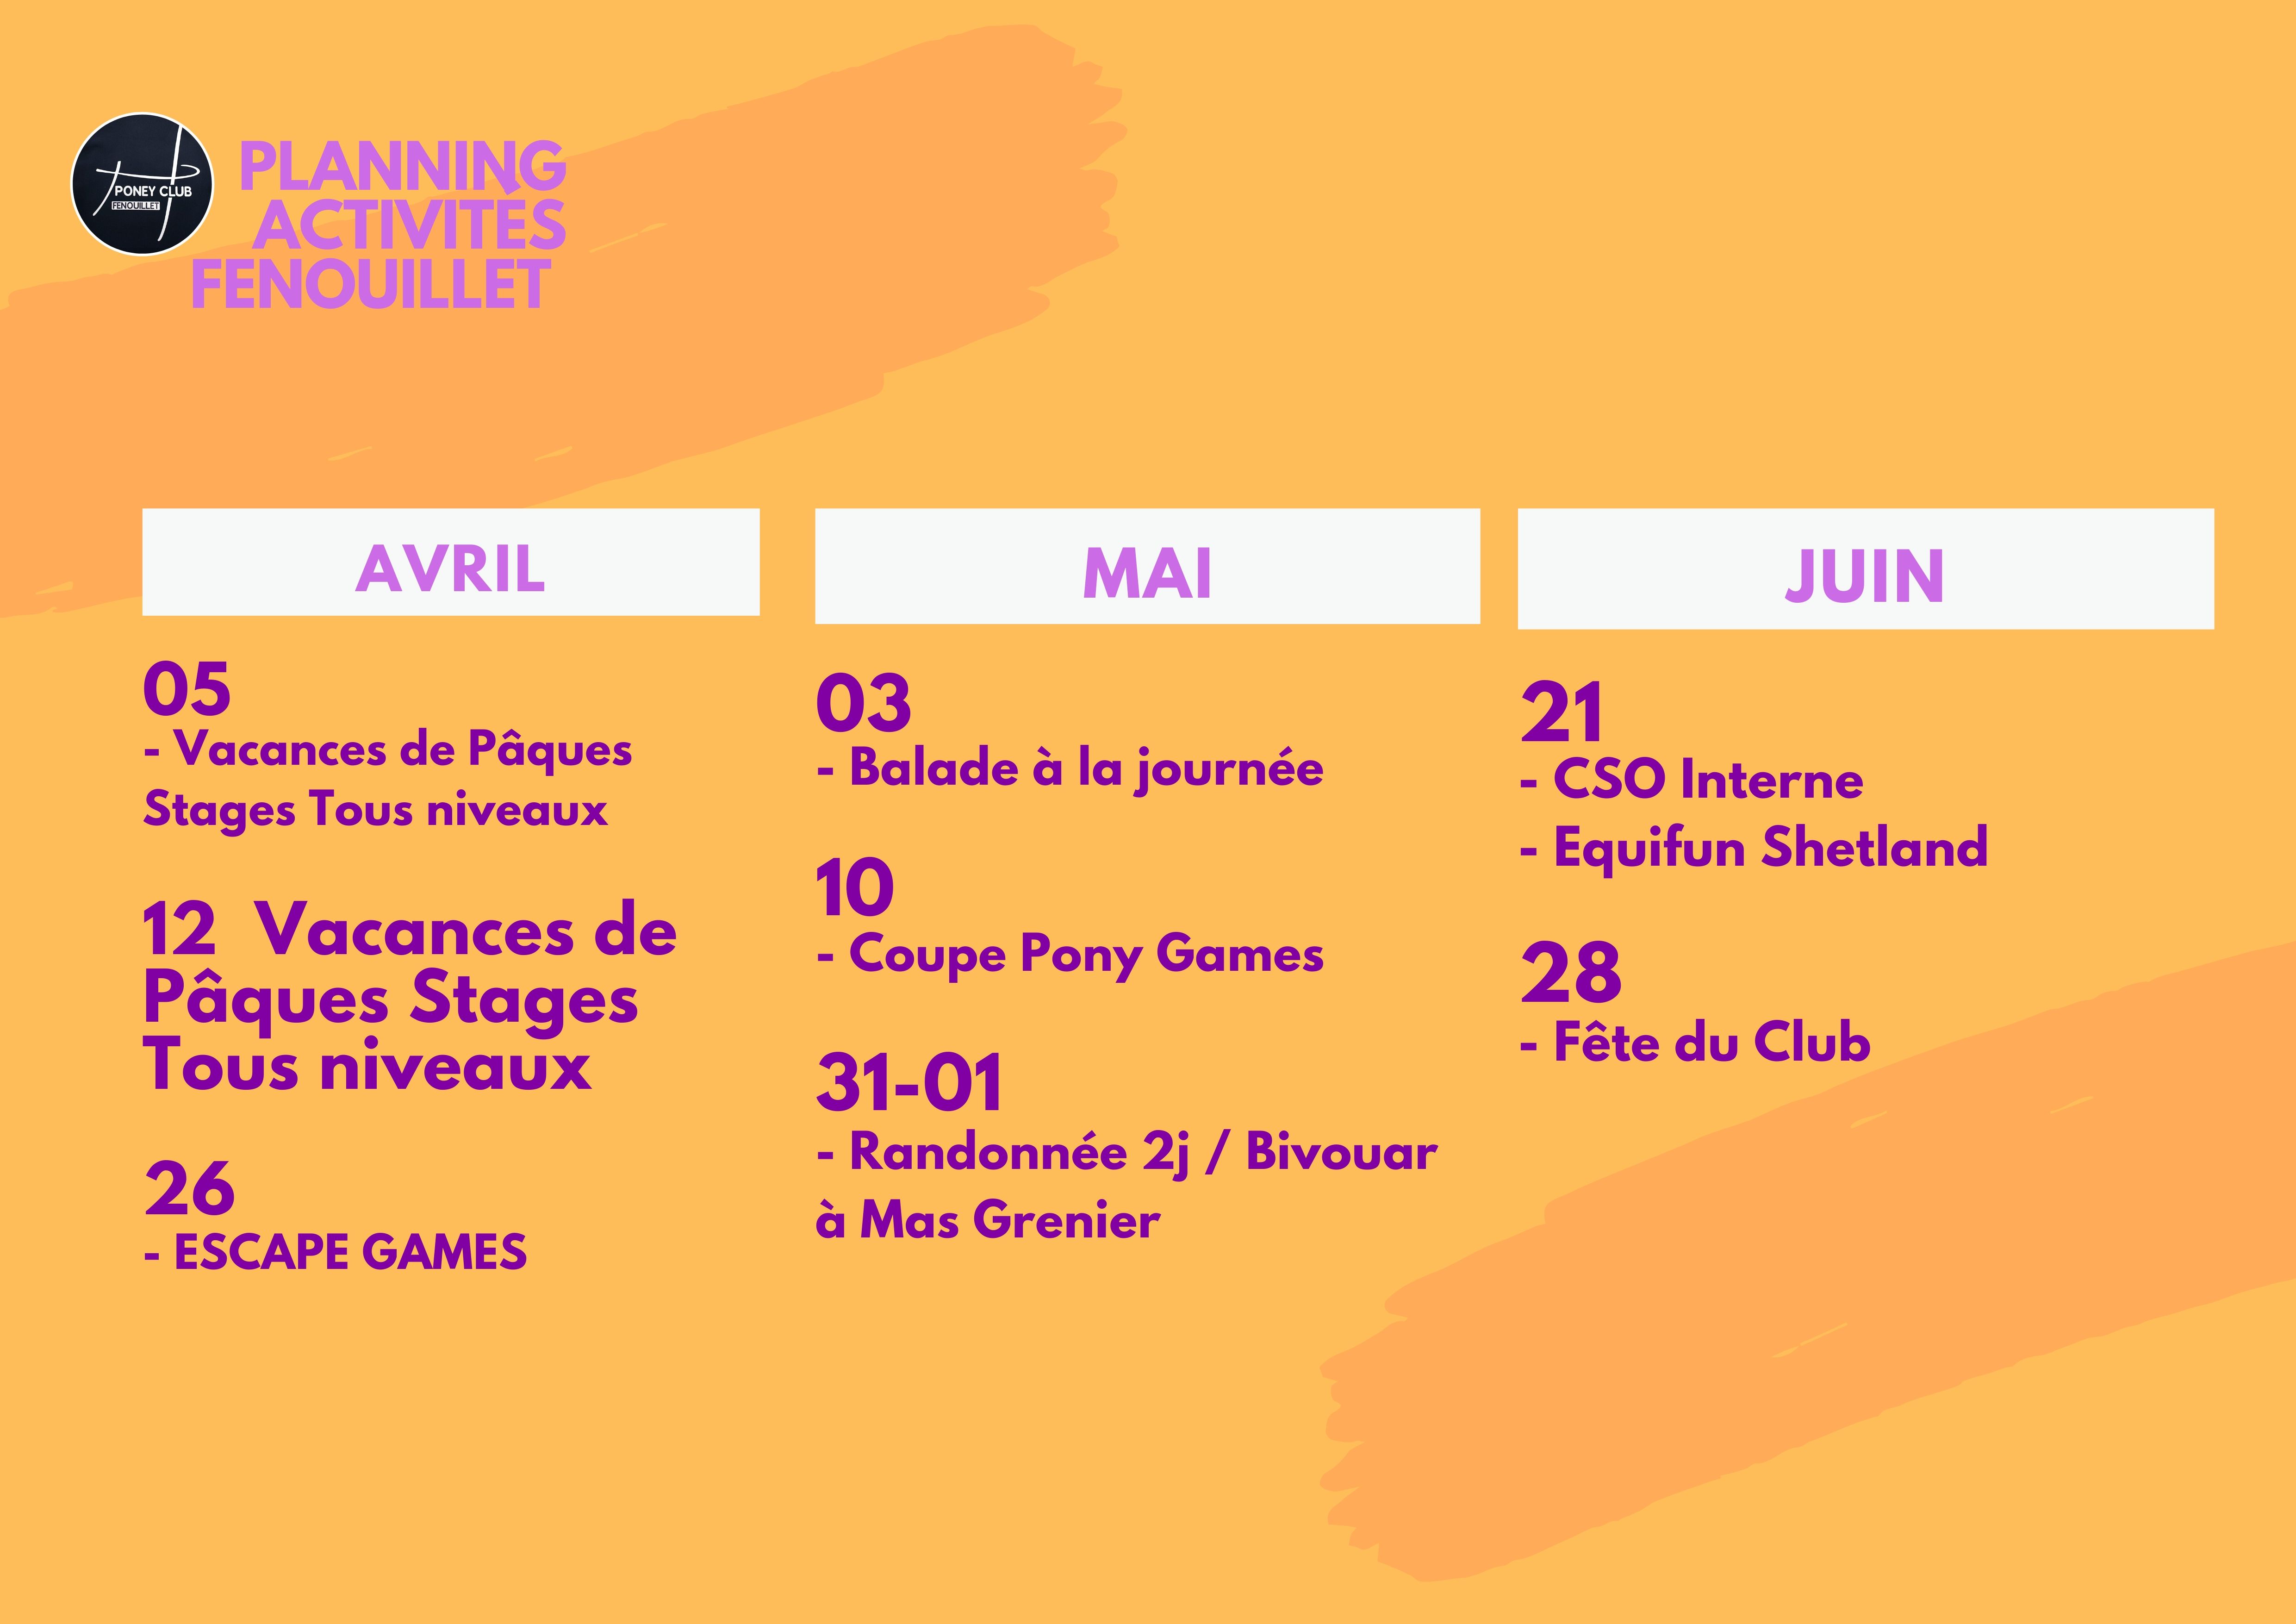 PONEY CLUB
FENOUILLET
PLANNING
ACTIVITÉS
FENOUILLET
AVRIL
05
- Vacances de Pâques
Stages Tous niveaux
12 Vacances de
Pâques Stages
Tous niveaux
26
- ESCAPE GAMES
MAI
03
- Balade à la journée
10
- Coupe Pony Games
31-01
- Randonnée 2j / Bivouar
à Mas Grenier
JUIN
21
- CSO Interne
- Equifun Shetland
28
- Fête du Club